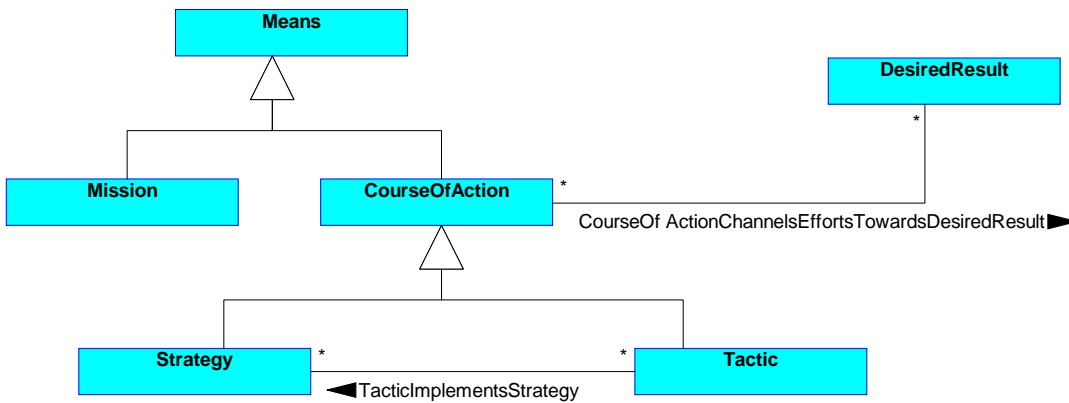 Means
DesiredResult
*
Mission
CourseOfAction
*
CourseOf ActionChannelsEffortsTowardsDesiredResult
Strategy
*
*
Tactic
TacticImplementsStrategy